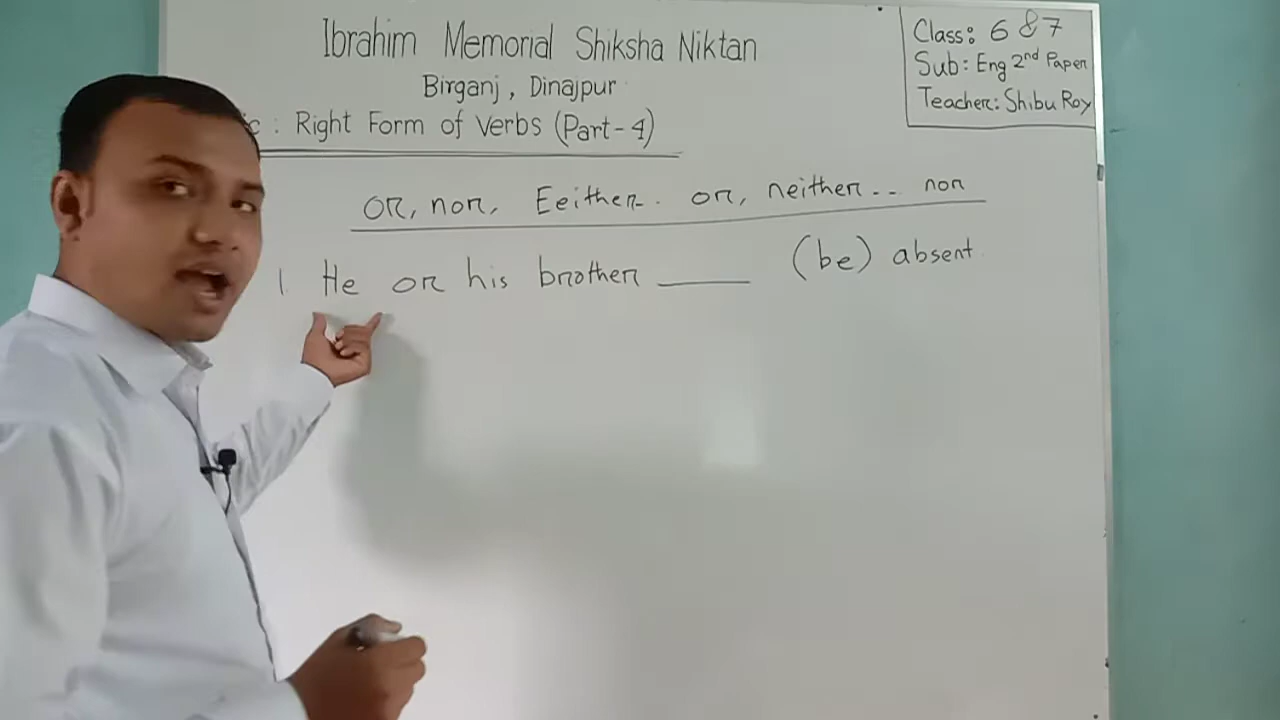 Ibrahim Memorial Shiksha Niktan
Birganj, Dinajpur
c : Right Form of Verbs (Part-4)
Class: 6 & 7
Sub: Eng 2nd Paper
Teacher: Shibu Roy
or, nor, Eeither.. or, neither... nor
1. He or his brother _____ (be) absent.